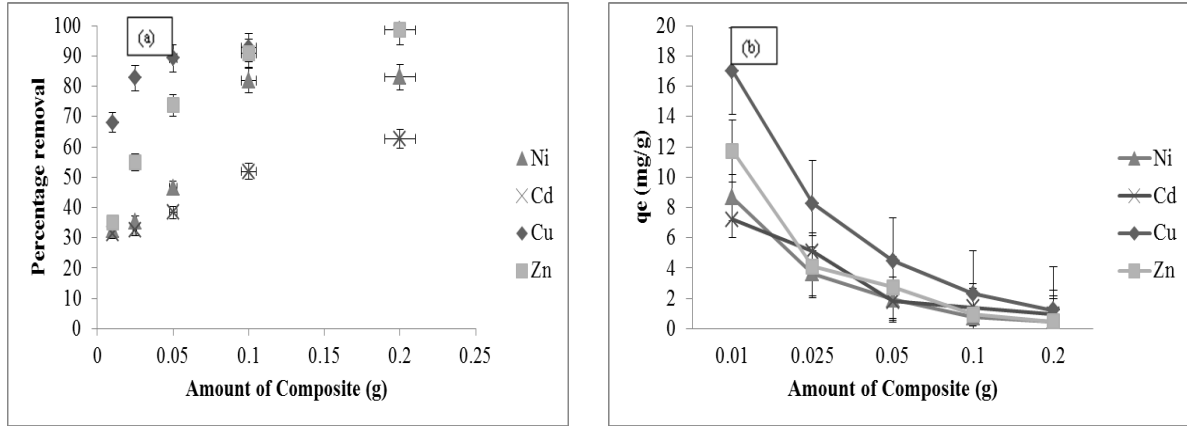 (a)
100
90
80
70
60
50
40
30
20
10
0
Percentage removal
0 0.05 0.1 0.15 0.2 0.25
Amount of Composite (g)
Ni
Cd
Cu
Zn
(b)
20
18
16
14
12
10
8
6
4
2
0
qe (mg/g)
0.01 0.025 0.05 0.1 0.2
Amount of Composite (g)
Ni
Cd
Cu
Zn